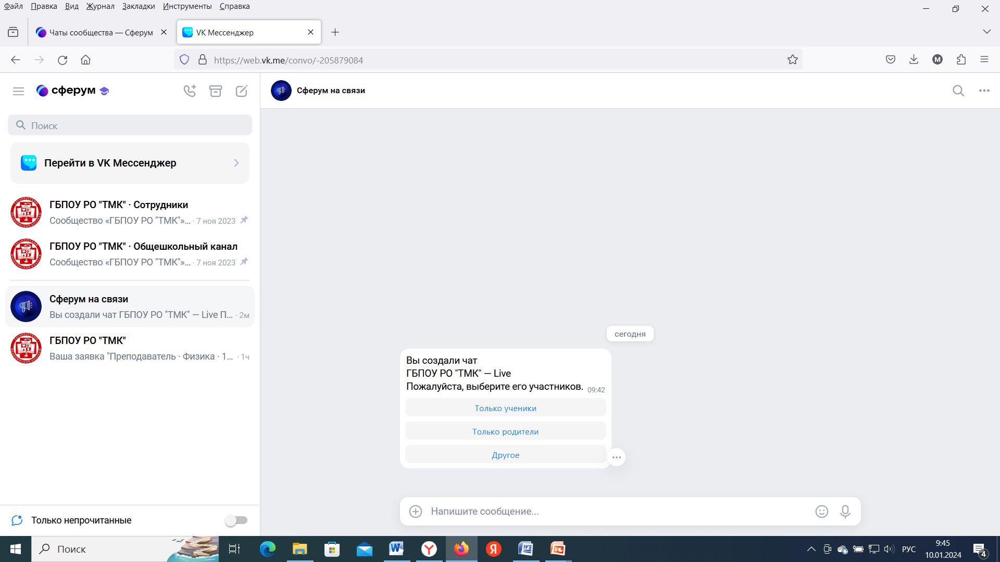 Файл Правка Вид Журнал Закладки Инструменты Справка
Чаты сообщества — Сферум
VK Мессенджер
https://web.vk.me/convo/-205879084
M
сферум
Сферум на связи
Поиск
Перейти в VK Мессенджер
ГБПОУ РО "ТМК" · Сотрудники
Сообщество «ГБПОУ РО "ТМК"»... · 7 ноя 2023
ГБПОУ РО "ТМК" · Общешкольный канал
Сообщество «ГБПОУ РО "ТМК"»... · 7 ноя 2023
Сферум на связи
Вы создали чат ГБПОУ РО "ТМК" — Live П... · 2м
ГБПОУ РО "ТМК"
Ваша заявка "Преподаватель · Физика · 1... · 1ч
сегодня
Вы создали чат
ГБПОУ РО "ТМК" — Live
Пожалуйста, выберите его участников. 09:42
Только ученики
Только родители
Другое
Напишите сообщение...
Только непрочитанные
Поиск
РУС
9:45
10.01.2024
4